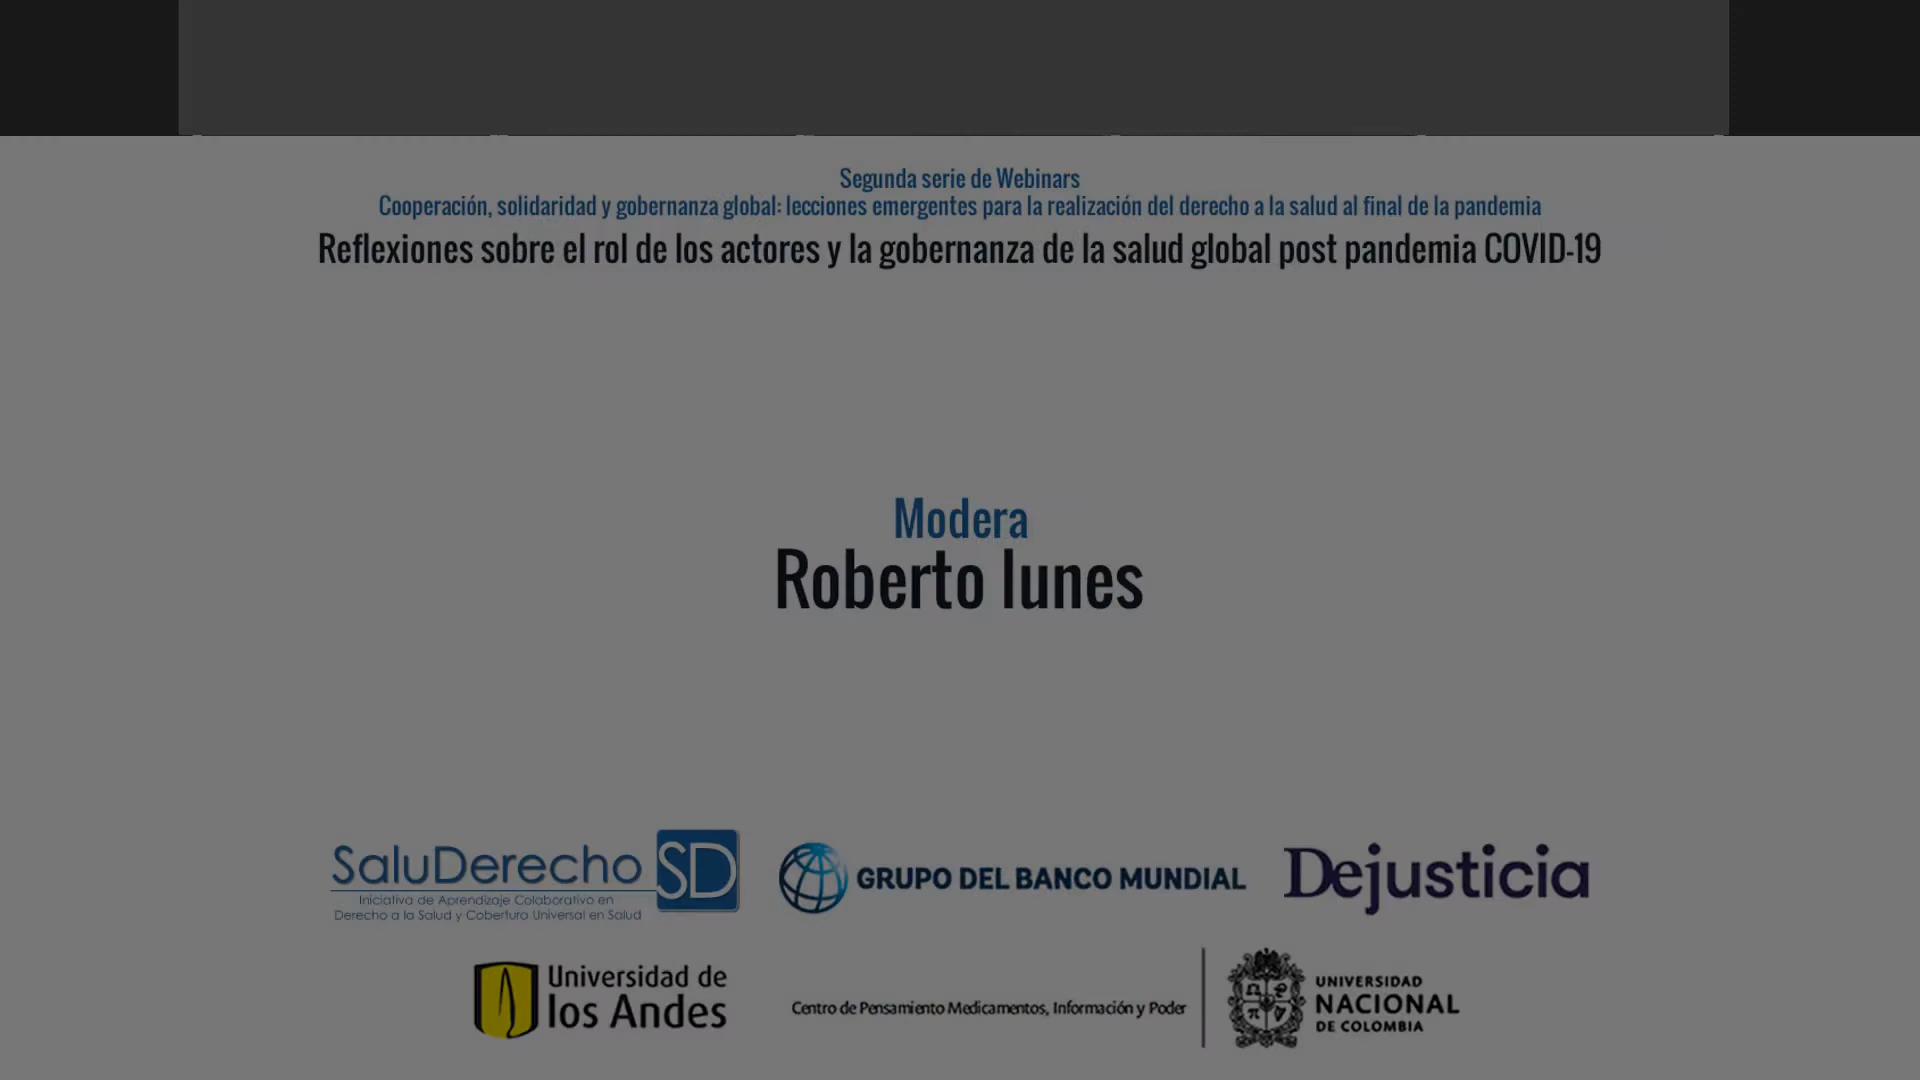 Segunda serie de Webinars
Cooperación, solidaridad y gobernanza global: lecciones emergentes para la realización del derecho a la salud al final de la pandemia
Reflexiones sobre el rol de los actores y la gobernanza de la salud global post pandemia COVID-19
Modera
Roberto Iunes
SaluDerecho SD
Iniciativa de Aprendizaje Colaborativo en
Derecho a la Salud y Cobertura Universal en Salud
GRUPO DEL BANCO MUNDIAL
Dejusticia
Universidad de
los Andes
Centro de Pensamiento Medicamentos, Información y Poder
UNIVERSIDAD
NACIONAL
DE COLOMBIA